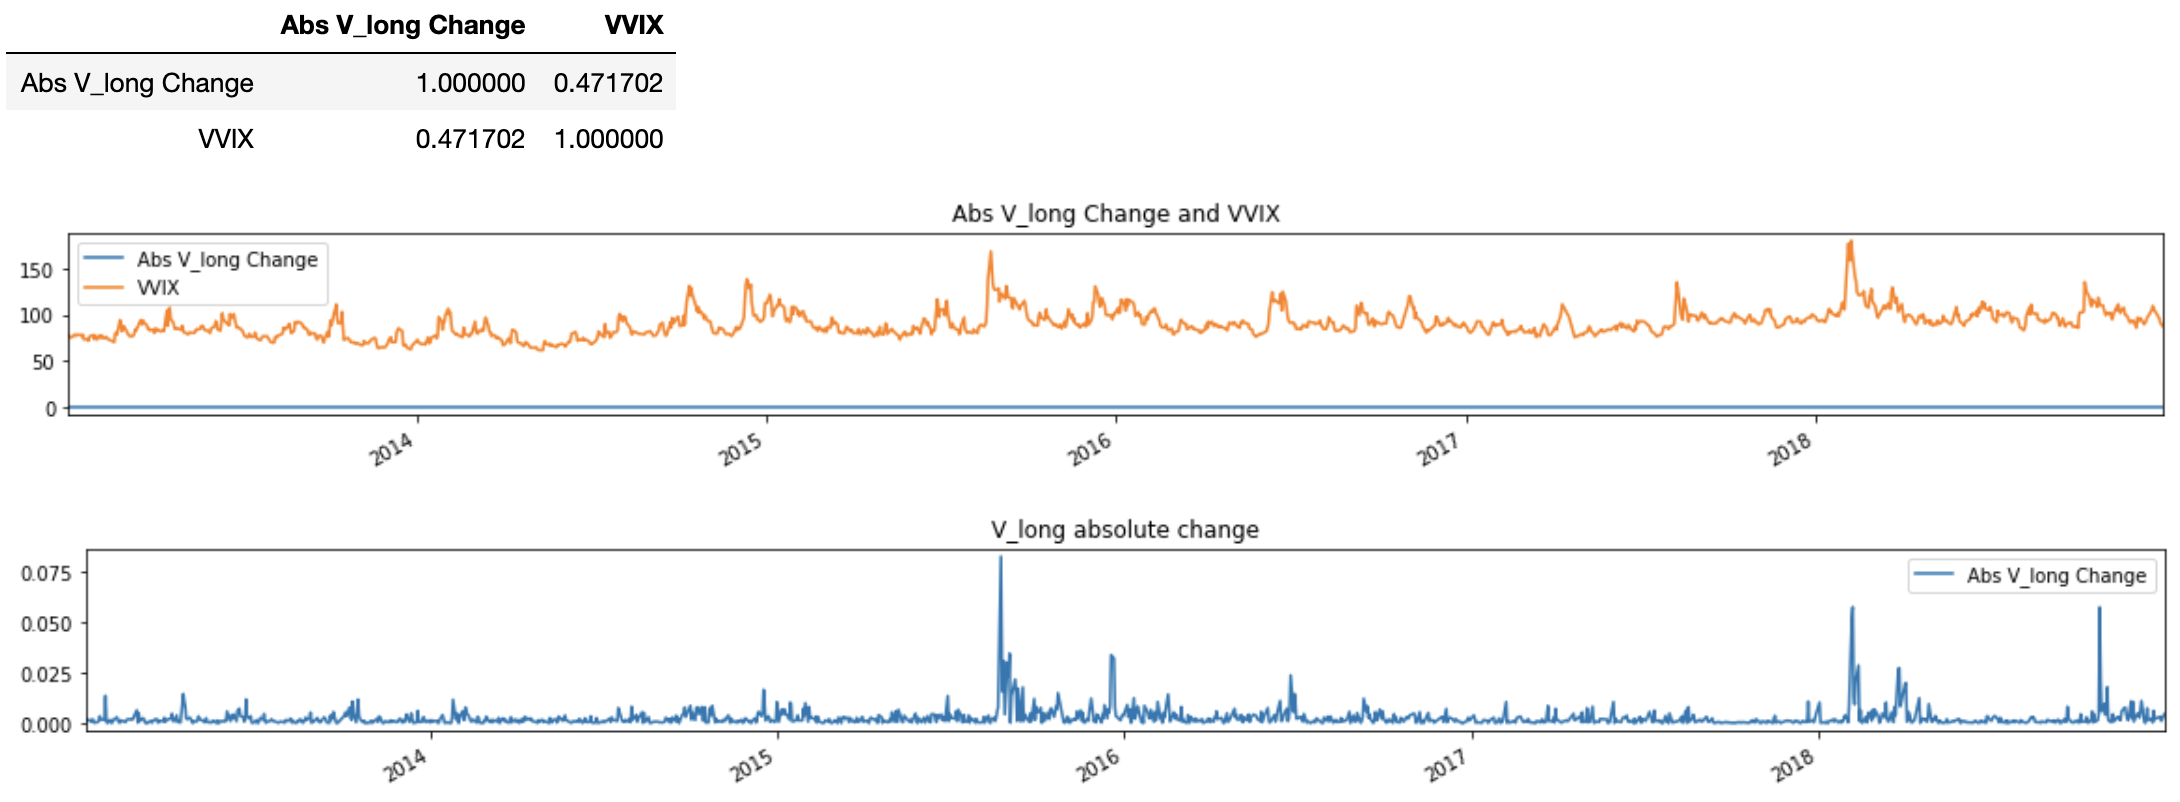 Abs V_long Change VVIX
Abs V_long Change 1.000000 0.471702
VVIX 0.471702 1.000000
Abs V_long Change and VVIX
Abs V_long Change
VVIX
150
100
50
0
2014 2015 2016 2017 2018
V_long absolute change
Abs V_long Change
0.075
0.050
0.025
0.000
2014 2015 2016 2017 2018